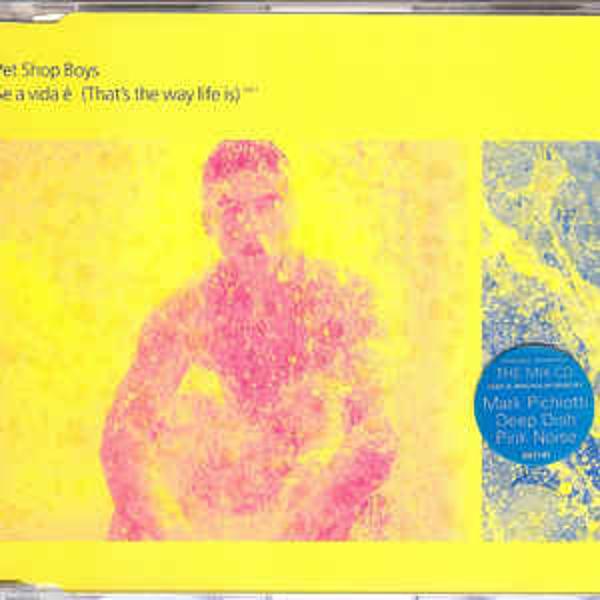 Pet Shop Boys
Se a vida é (That's the way life is)
THE MIX CD
Mark Pichiotti
Deep Dish
Pink Noise